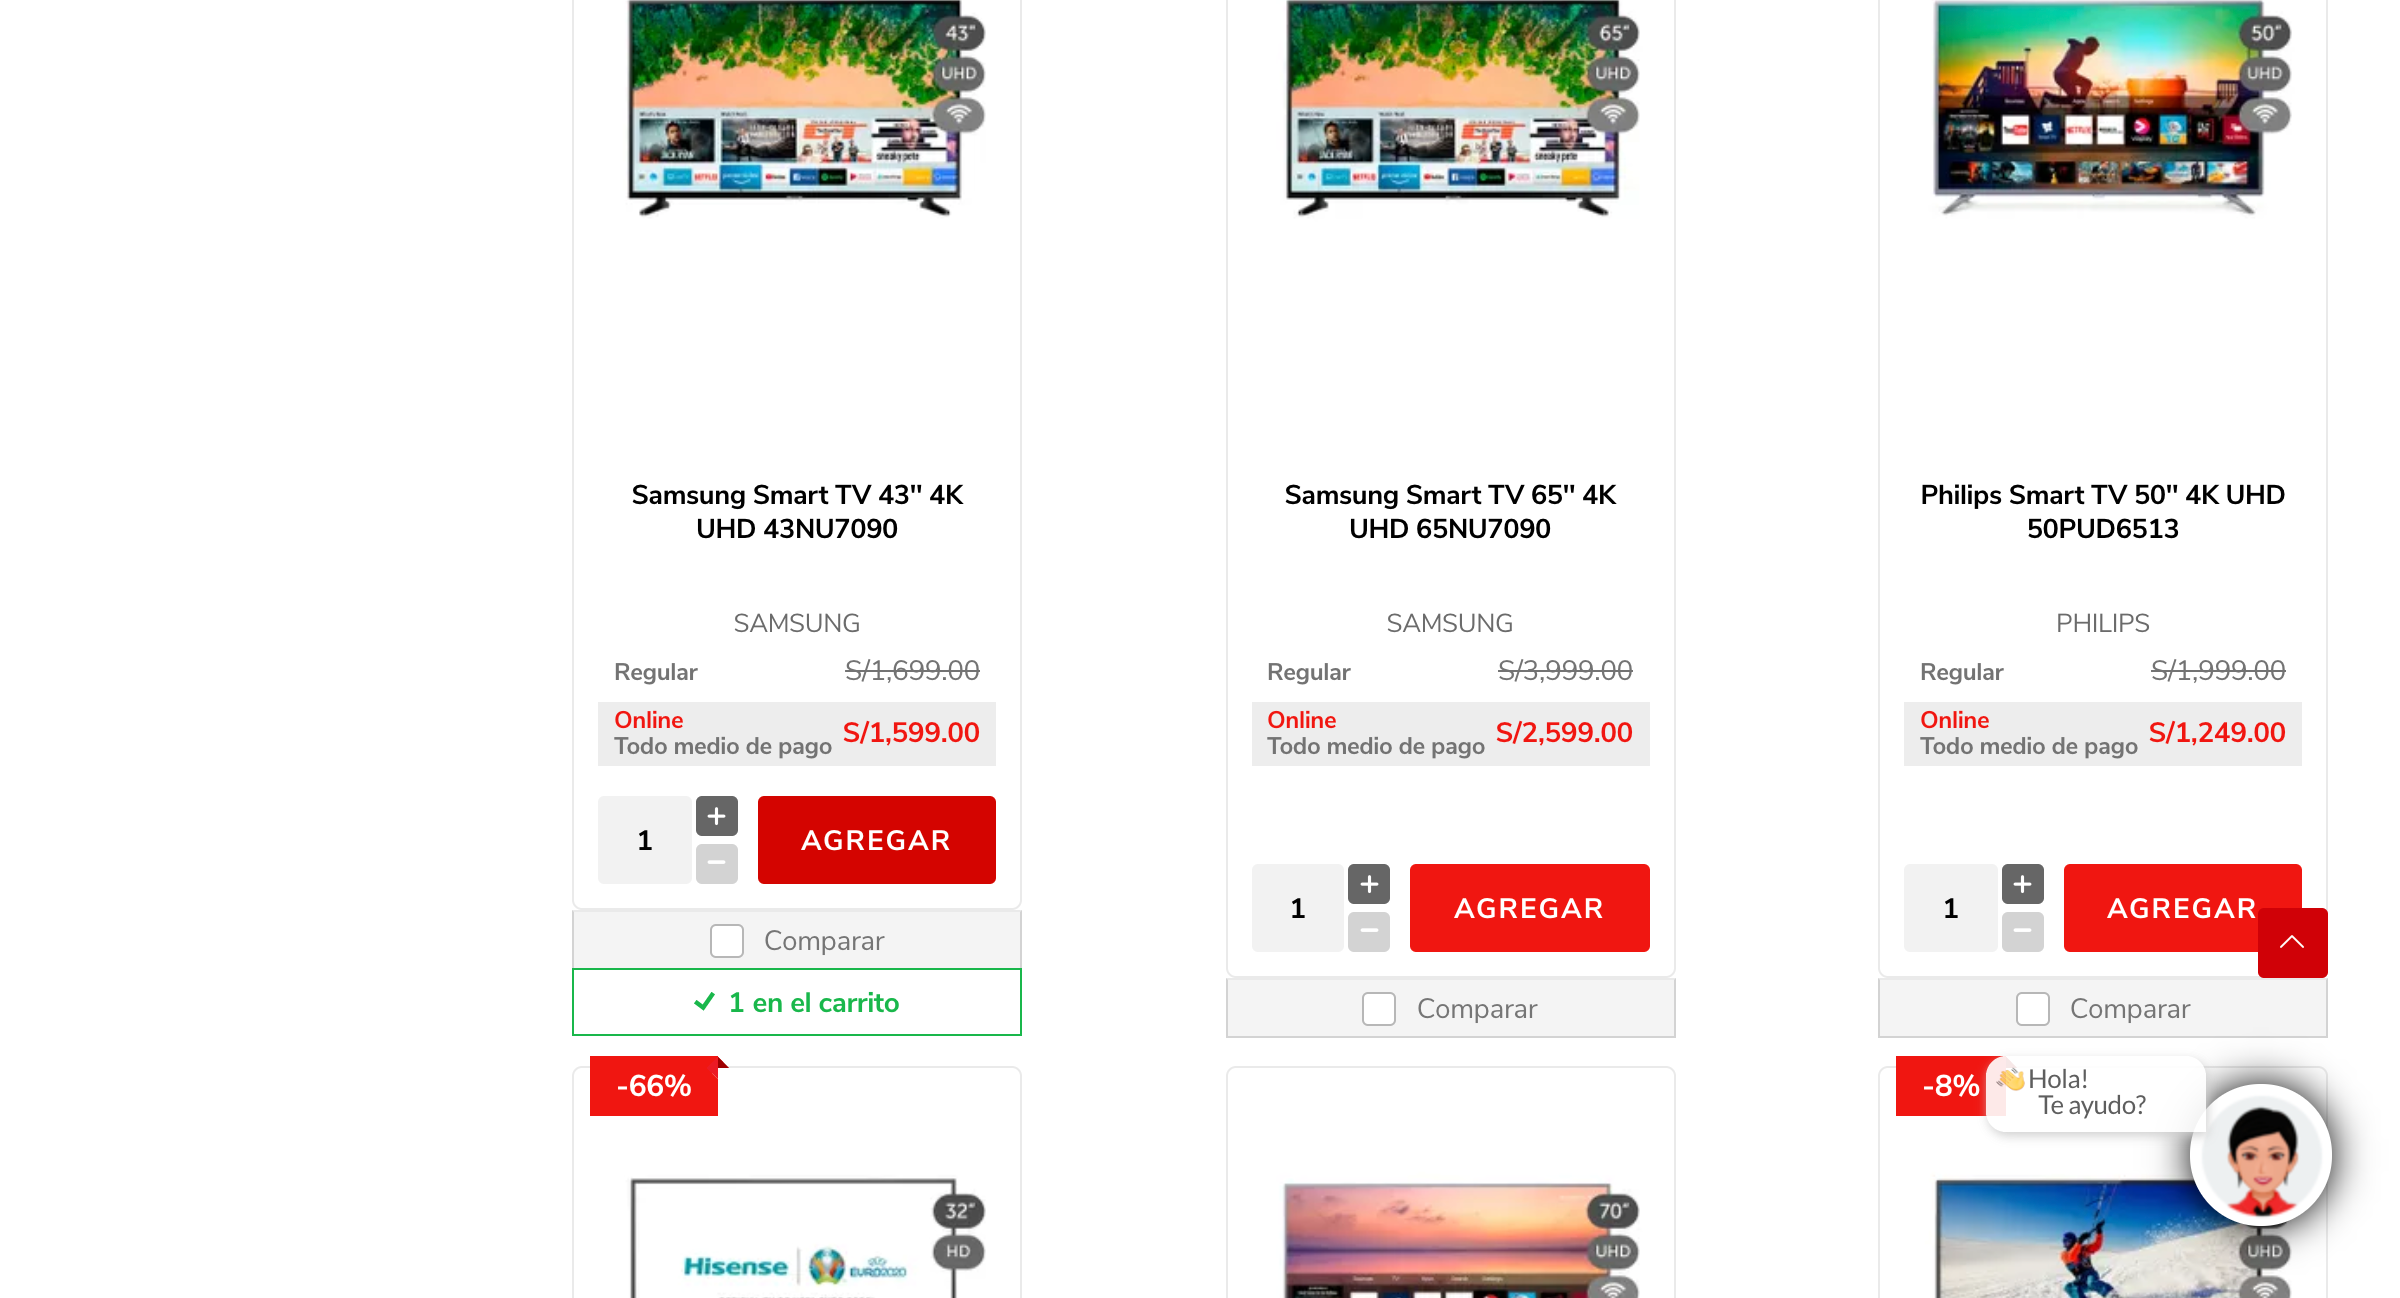 43"
UHD
sneaky pete
65"
UHD
sneaky pete
50"
UHD
Samsung Smart TV 43" 4K
UHD 43NU7090
SAMSUNG
Regular S/1,699.00
Online
Todo medio de pago S/1,599.00
1 + − AGREGAR
Comparar
1 en el carrito
Samsung Smart TV 65" 4K
UHD 65NU7090
SAMSUNG
Regular S/3,999.00
Online
Todo medio de pago S/2,599.00
1 + − AGREGAR
Comparar
Philips Smart TV 50" 4K UHD
50PUD6513
PHILIPS
Regular S/1,999.00
Online
Todo medio de pago S/1,249.00
1 + − AGREGAR
Comparar
-66%
32"
HD
Hisense
EURO2020
70"
UHD
-8%
Hola!
Te ayudo?
UHD